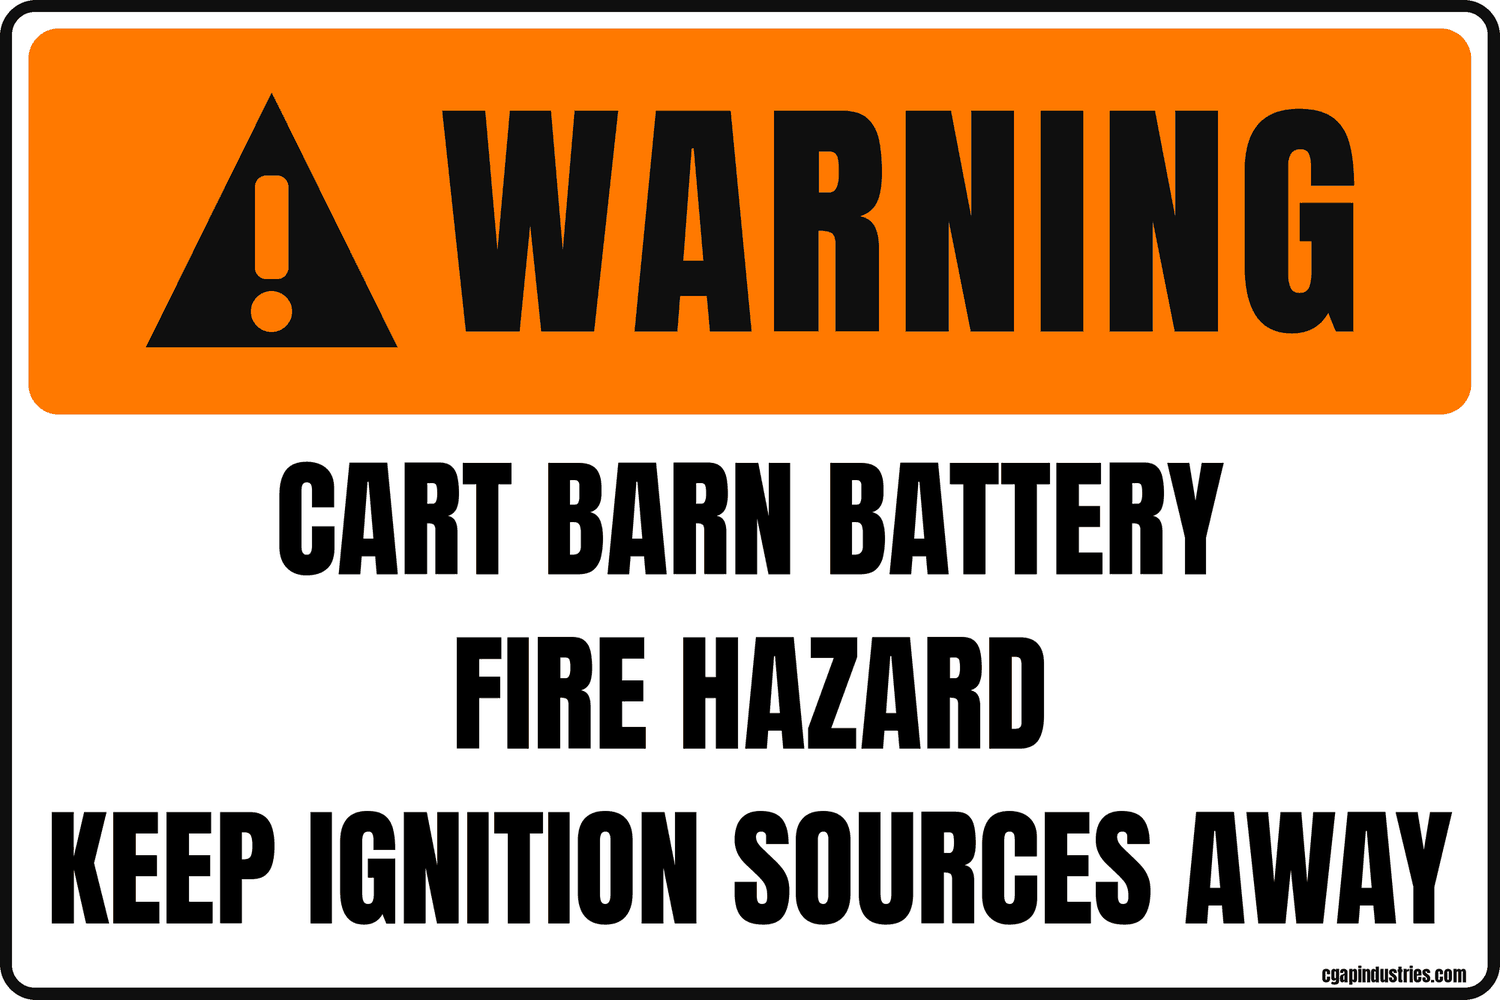 WARNING
CART BARN BATTERY
FIRE HAZARD
KEEP IGNITION SOURCES AWAY
cgapindustries.com